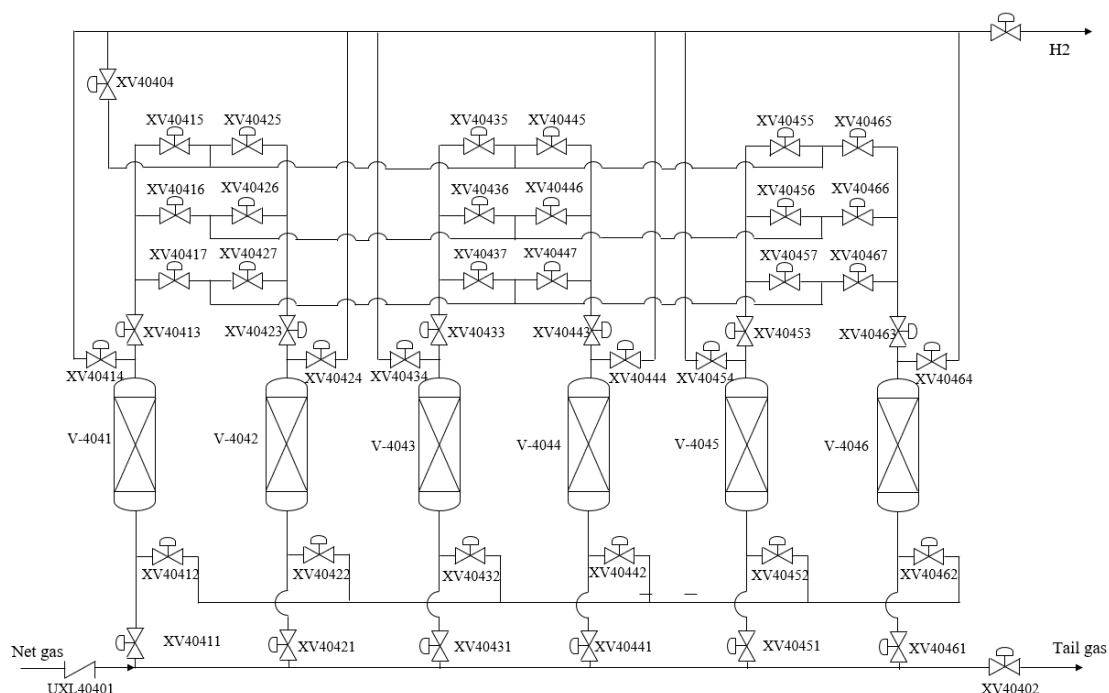 H2
XV40404
XV40415 XV40425 XV40435 XV40445 XV40455 XV40465
XV40416 XV40426 XV40436 XV40446 XV40456 XV40466
XV40417 XV40427 XV40437 XV40447 XV40457 XV40467
XV40413 XV40423 XV40433 XV40443 XV40453 XV40463
XV40414 XV40424 XV40434 XV40444 XV40454 XV40464
V-4041 V-4042 V-4043 V-4044 V-4045 V-4046
XV40412 XV40422 XV40432 XV40442 XV40452 XV40462
XV40411 XV40421 XV40431 XV40441 XV40451 XV40461
Net gas Tail gas
UXL40401 XV40402